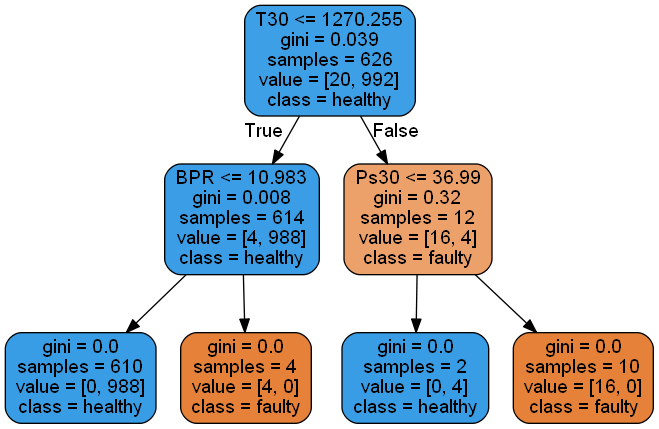 T30 <= 1270.255
gini = 0.039
samples = 626
value = [20, 992]
class = healthy
True
False
BPR <= 10.983
gini = 0.008
samples = 614
value = [4, 988]
class = healthy
Ps30 <= 36.99
gini = 0.32
samples = 12
value = [16, 4]
class = faulty
gini = 0.0
samples = 610
value = [0, 988]
class = healthy
gini = 0.0
samples = 4
value = [4, 0]
class = faulty
gini = 0.0
samples = 2
value = [0, 4]
class = healthy
gini = 0.0
samples = 10
value = [16, 0]
class = faulty